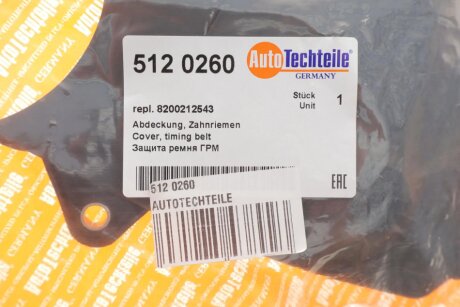 512 0260
AutoTechteile®
GERMANY
repl. 8200212543
Stück
Unit
1
Abdeckung, Zahnriemen
Cover, timing belt
Защита ремня ГРМ
EAC
512 0260
AUTOTECHTEILE